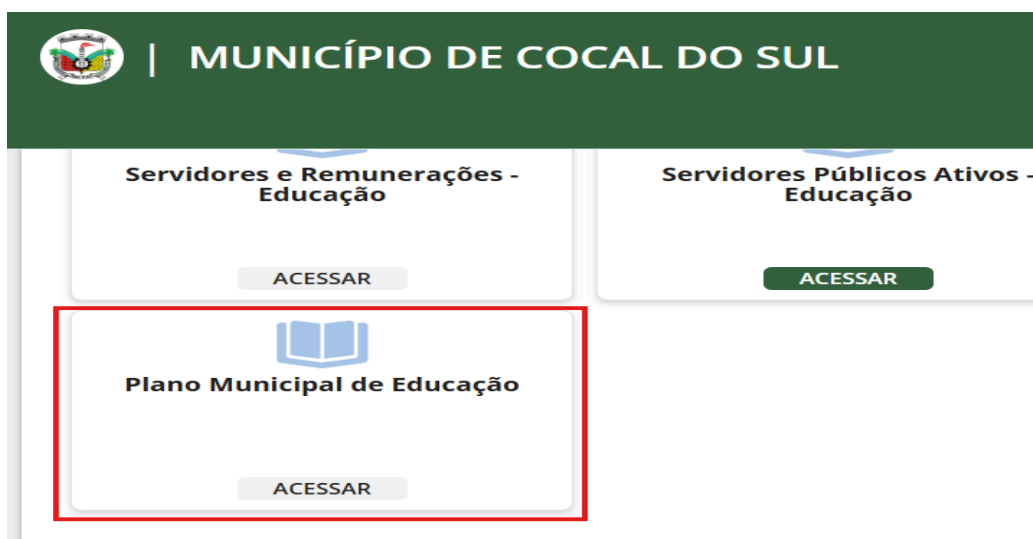 | MUNICÍPIO DE COCAL DO SUL
Servidores e Remunerações -
Educação
ACESSAR
Servidores Públicos Ativos -
Educação
ACESSAR
Plano Municipal de Educação
ACESSAR